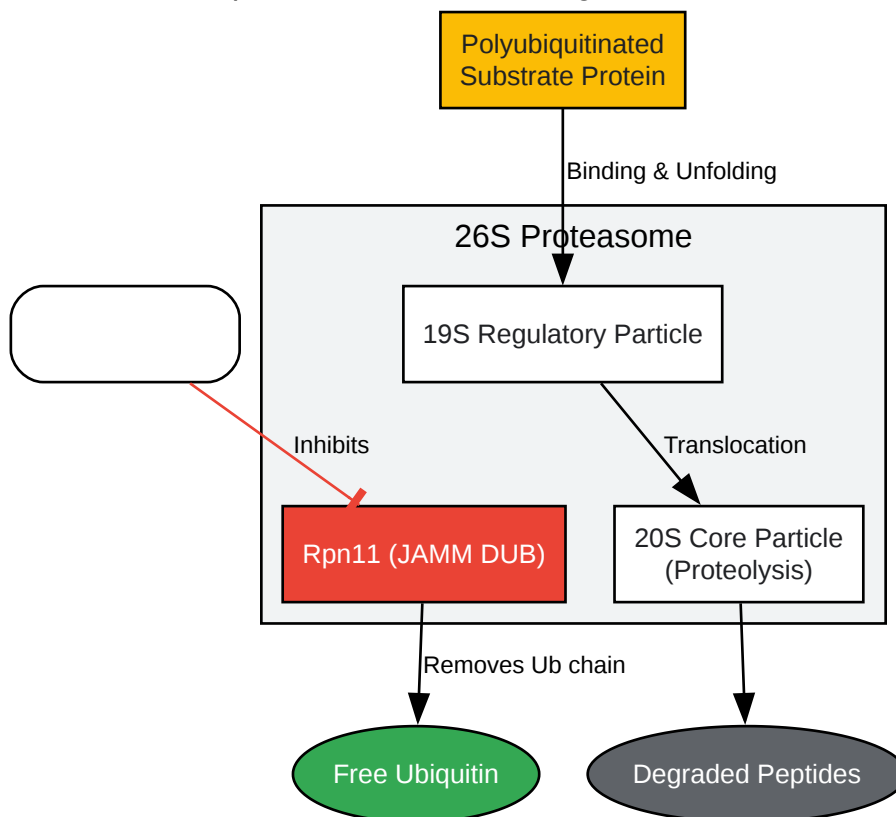 Polyubiquitinated
Substrate Protein
Binding & Unfolding
26S Proteasome
19S Regulatory Particle
Inhibits
Translocation
Rpn11 (JAMM DUB)
20S Core Particle
(Proteolysis)
Removes Ub chain
Free Ubiquitin
Degraded Peptides